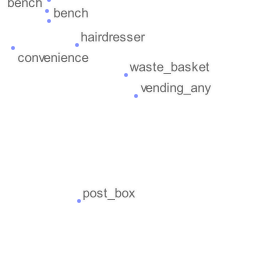 bench
bench
hairdresser
convenience
waste_basket
vending_any
post_box